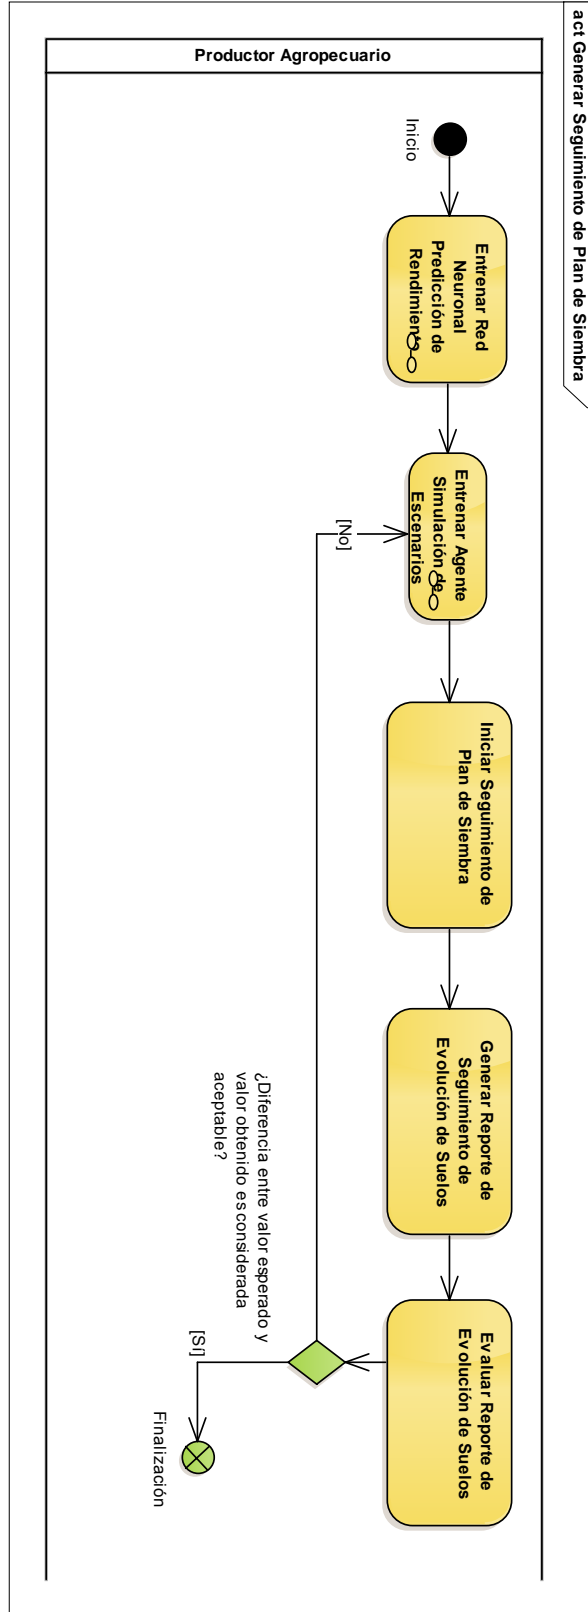 act Generar Seguimiento de Plan de Siembra
Productor Agropecuario
Inicio
Entrenar Red
Neuronal
Predicción de
Rendimiento
Entrenar Agente
Simulación de
Escenarios
[No]
Iniciar Seguimiento de
Plan de Siembra
Generar Reporte de
Seguimiento de
Evolución de Suelos
Evaluar Reporte de
Evolución de Suelos
¿Diferencia entre valor esperado y
valor obtenido es considerada
aceptable?
[Sí]
Finalización